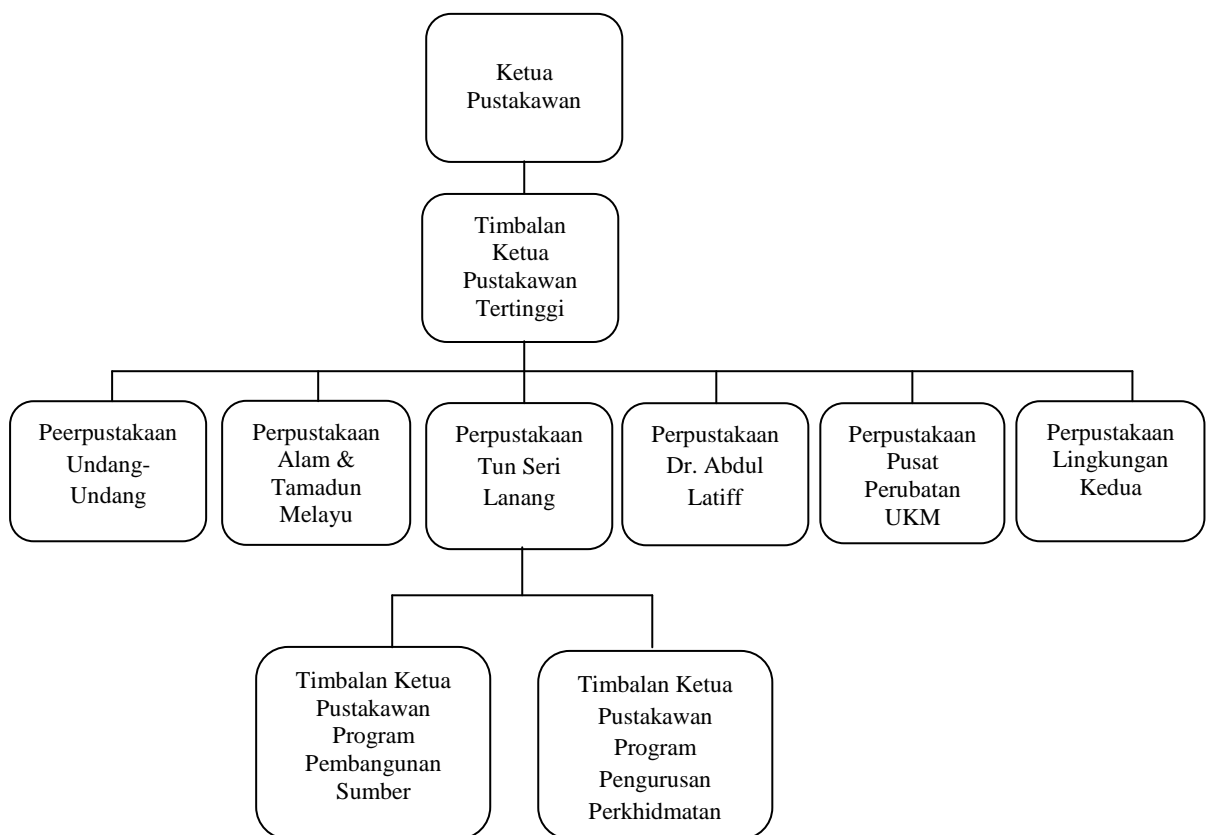 Ketua
Pustakawan
Timbalan
Ketua
Pustakawan
Tertinggi
Peerpustakaan
Undang-
Undang
Perpustakaan
Alam &
Tamadun
Melayu
Perpustakaan
Tun Seri
Lanang
Perpustakaan
Dr. Abdul
Latiff
Perpustakaan
Pusat
Perubatan
UKM
Perpustakaan
Lingkungan
Kedua
Timbalan Ketua
Pustakawan
Program
Pembangunan
Sumber
Timbalan Ketua
Pustakawan
Program
Pengurusan
Perkhidmatan